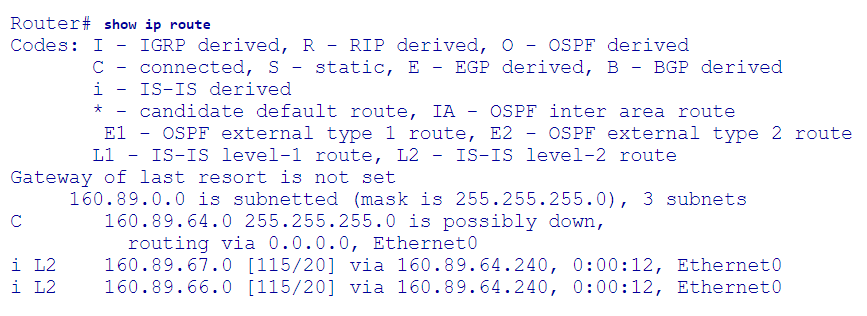 Router# show ip route
Codes: I - IGRP derived, R - RIP derived, O - OSPF derived
C - connected, S - static, E - EGP derived, B - BGP derived
i - IS-IS derived
* - candidate default route, IA - OSPF inter area route
E1 - OSPF external type 1 route, E2 - OSPF external type 2 route
L1 - IS-IS level-1 route, L2 - IS-IS level-2 route
Gateway of last resort is not set
160.89.0.0 is subnetted (mask is 255.255.255.0), 3 subnets
C 160.89.64.0 255.255.255.0 is possibly down,
routing via 0.0.0.0, Ethernet0
i L2 160.89.67.0 [115/20] via 160.89.64.240, 0:00:12, Ethernet0
i L2 160.89.66.0 [115/20] via 160.89.64.240, 0:00:12, Ethernet0